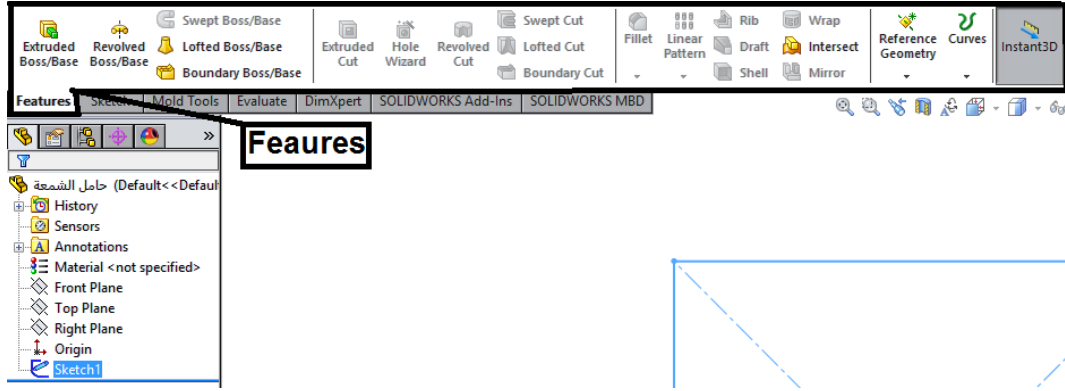 Extruded Boss/Base
Revolved Boss/Base
Swept Boss/Base
Lofted Boss/Base
Boundary Boss/Base
Extruded Cut
Hole Wizard
Revolved Cut
Swept Cut
Lofted Cut
Boundary Cut
Fillet
Linear Pattern
Rib
Draft
Shell
Wrap
Intersect
Mirror
Reference Geometry
Curves
Instant3D
Features
Sketch
Mold Tools
Evaluate
DimXpert
SOLIDWORKS Add-Ins
SOLIDWORKS MBD
Feaures
»
حامل الشمعة (Default<<Defaul
History
Sensors
A Annotations
Material <not specified>
Front Plane
Top Plane
Right Plane
Origin
Sketch1